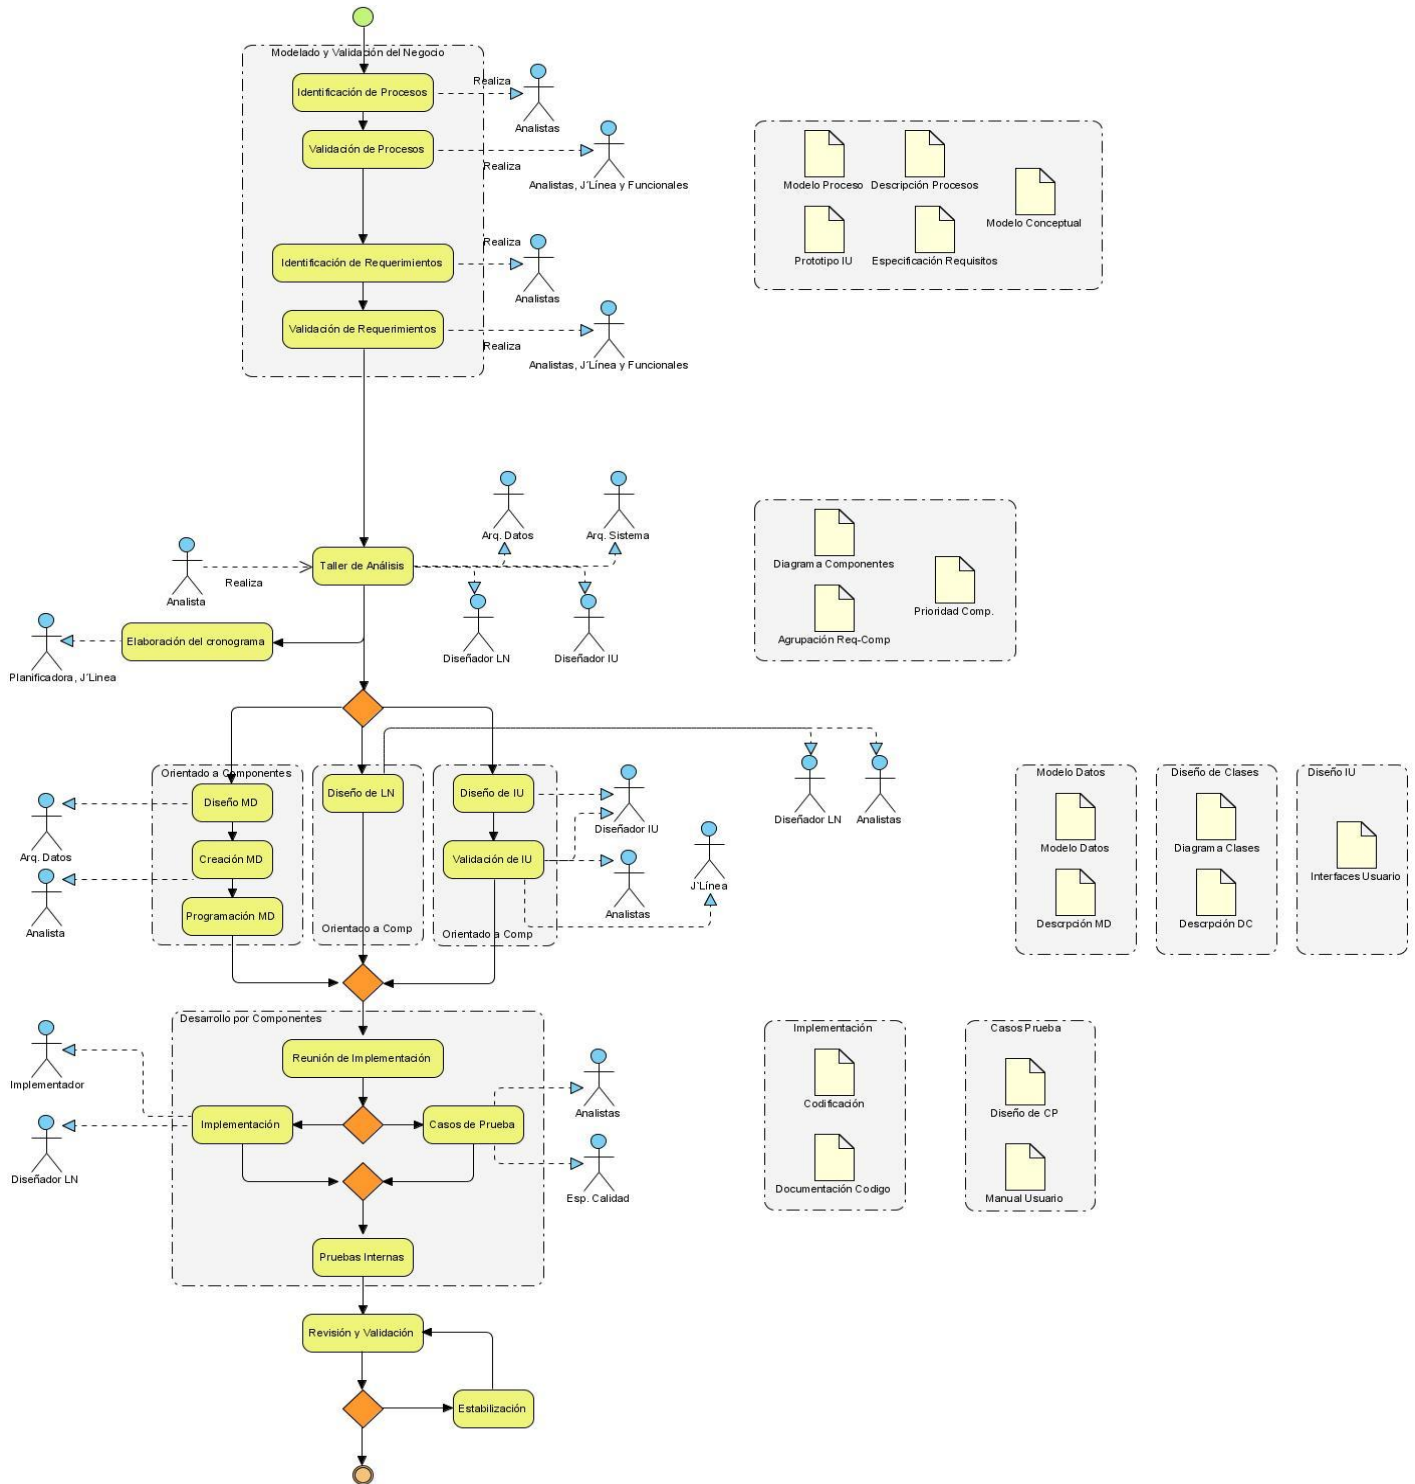 Modelado y Validación del Negocio
Identificación de Procesos
Realiza
Analistas
Validación de Procesos
Realiza
Analistas, J´Línea y Funcionales
Modelo Proceso
Descripción Procesos
Modelo Conceptual
Prototipo IU
Especificación Requisitos
Identificación de Requerimientos
Realiza
Analistas
Validación de Requerimientos
Realiza
Analistas, J´Línea y Funcionales
Arq. Datos
Arq. Sistema
Taller de Análisis
Realiza
Analista
Diseñador LN
Diseñador IU
Diagrama Componentes
Prioridad Comp.
Agrupación Req-Comp
Elaboración del cronograma
Planificadora, J´Linea
Orientado a Componentes
Diseño MD
Creación MD
Programación MD
Arq. Datos
Analista
Diseño de LN
Orientado a Comp
Diseño de IU
Validación de IU
Orientado a Comp
Diseñador IU
Analistas
J`Línea
Diseñador LN
Analistas
Modelo Datos
Modelo Datos
Descrpción MD
Diseño de Clases
Diagrama Clases
Descrpción DC
Diseño IU
Interfaces Usuario
Desarrollo por Componentes
Reunión de Implementación
Implementación
Casos de Prueba
Implementador
Diseñador LN
Analistas
Esp. Calidad
Pruebas Internas
Implementación
Codificación
Documentación Codigo
Casos Prueba
Diseño de CP
Manual Usuario
Revisión y Validación
Estabilización